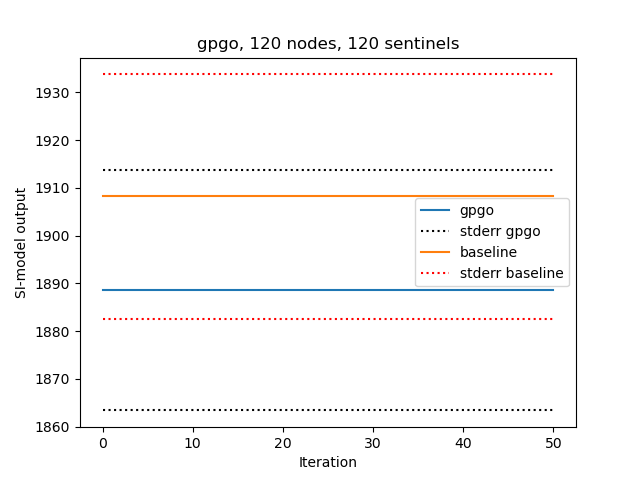 gpgo, 120 nodes, 120 sentinels
SI-model output
1930
1920
1910
1900
1890
1880
1870
1860
gpgo
stderr gpgo
baseline
stderr baseline
0 10 20 30 40 50
Iteration